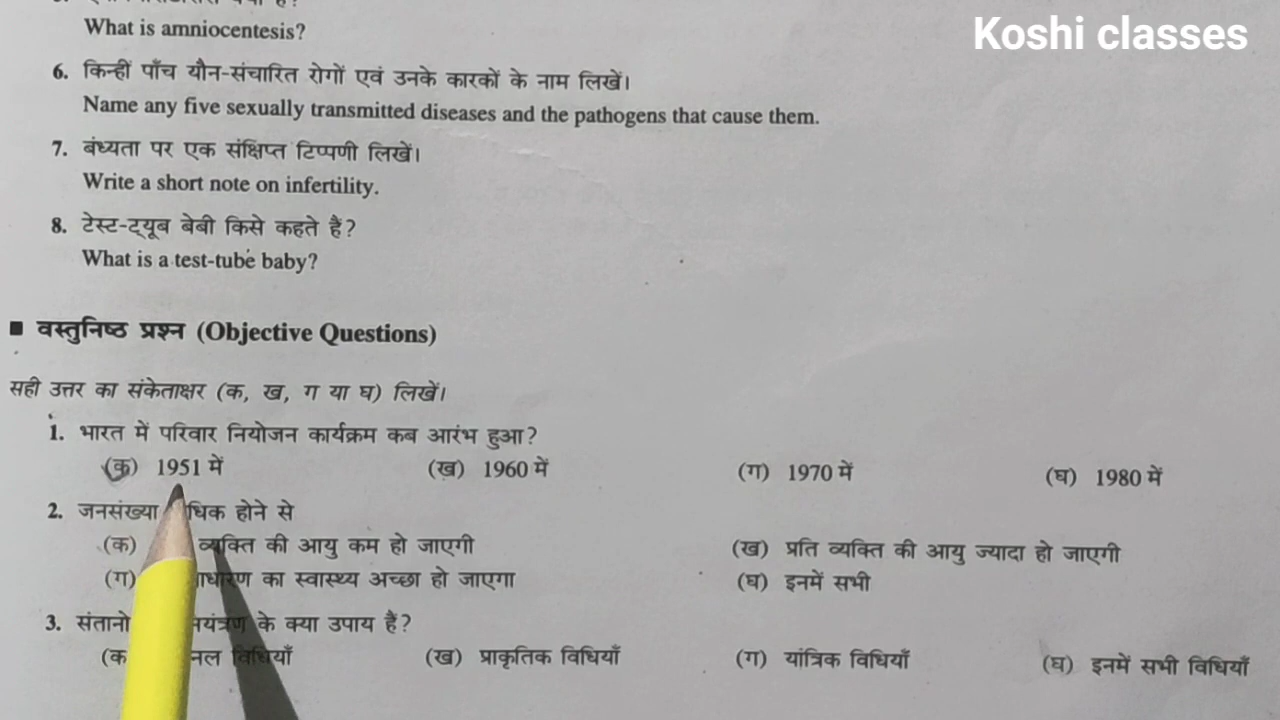 Koshi classes
What is amniocentesis?
6. किन्हीं पाँच यौन-संचारित रोगों एवं उनके कारकों के नाम लिखें।
Name any five sexually transmitted diseases and the pathogens that cause them.
7. बंध्यता पर एक संक्षिप्त टिप्पणी लिखें।
Write a short note on infertility.
8. टेस्ट-ट्यूब बेबी किसे कहते हैं?
What is a test-tube baby?
■ वस्तुनिष्ठ प्रश्न (Objective Questions)
सही उत्तर का संकेताक्षर (क, ख, ग या घ) लिखें।
1. भारत में परिवार नियोजन कार्यक्रम कब आरंभ हुआ?
(क) 1951 में (ख) 1960 में (ग) 1970 में (घ) 1980 में
2. जनसंख्या होने से
(क) व्यक्ति की आयु कम हो जाएगी (ख) प्रति व्यक्ति की आयु ज्यादा हो जाएगी
(ग) का स्वास्थ्य अच्छा हो जाएगा (घ) इनमें सभी
3. के क्या उपाय हैं?
(क विधियाँ (ख) प्राकृतिक विधियाँ (ग) यांत्रिक विधियाँ (घ) इनमें सभी विधियाँ